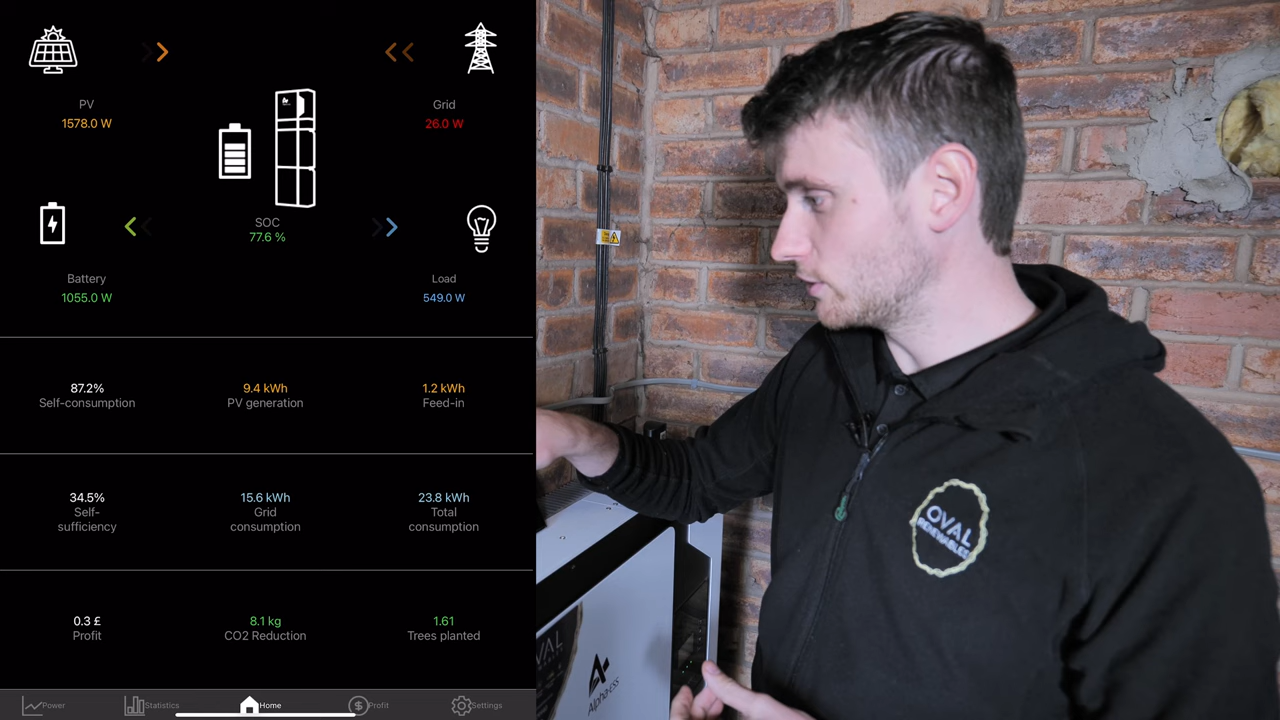 PV
1578.0 W
Grid
26.0 W
SOC
77.6 %
Battery
1055.0 W
Load
549.0 W
87.2%
Self-consumption
9.4 kWh
PV generation
1.2 kWh
Feed-in
34.5%
Self-
sufficiency
15.6 kWh
Grid
consumption
23.8 kWh
Total
consumption
0.3 £
Profit
8.1 kg
CO2 Reduction
1.61
Trees planted
Power
Statistics
Home
Profit
Settings
OVAL
RENEWABLES
Alpha-ESS